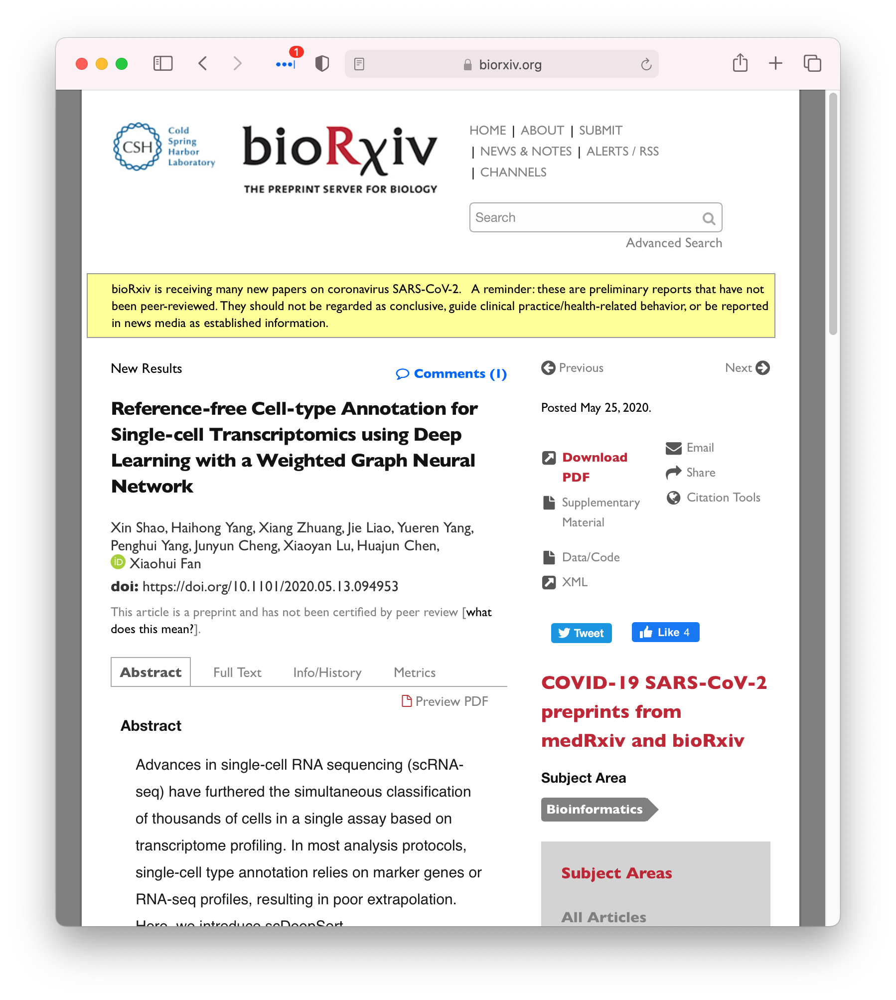 1
biorxiv.org
CSH
Cold
Spring
Harbor
Laboratory
bioRxiv
THE PREPRINT SERVER FOR BIOLOGY
HOME | ABOUT | SUBMIT
| NEWS & NOTES | ALERTS / RSS
| CHANNELS
Search
Advanced Search
bioRxiv is receiving many new papers on coronavirus SARS-CoV-2. A reminder: these are preliminary reports that have not
been peer-reviewed. They should not be regarded as conclusive, guide clinical practice/health-related behavior, or be reported
in news media as established information.
New Results
Comments (1)
Reference-free Cell-type Annotation for
Single-cell Transcriptomics using Deep
Learning with a Weighted Graph Neural
Network
Xin Shao, Haihong Yang, Xiang Zhuang, Jie Liao, Yueren Yang,
Penghui Yang, Junyun Cheng, Xiaoyan Lu, Huajun Chen,
iD Xiaohui Fan
doi: https://doi.org/10.1101/2020.05.13.094953
This article is a preprint and has not been certified by peer review [what
does this mean?].
Abstract
Full Text
Info/History
Metrics
Preview PDF
Abstract
Advances in single-cell RNA sequencing (scRNA-
seq) have furthered the simultaneous classification
of thousands of cells in a single assay based on
transcriptome profiling. In most analysis protocols,
single-cell type annotation relies on marker genes or
RNA-seq profiles, resulting in poor extrapolation.
Here, we introduce scDeepSort
Previous
Next
Posted May 25, 2020.
Download
PDF
Supplementary
Material
Data/Code
XML
Email
Share
Citation Tools
Tweet
Like 4
COVID-19 SARS-CoV-2
preprints from
medRxiv and bioRxiv
Subject Area
Bioinformatics
Subject Areas
All Articles